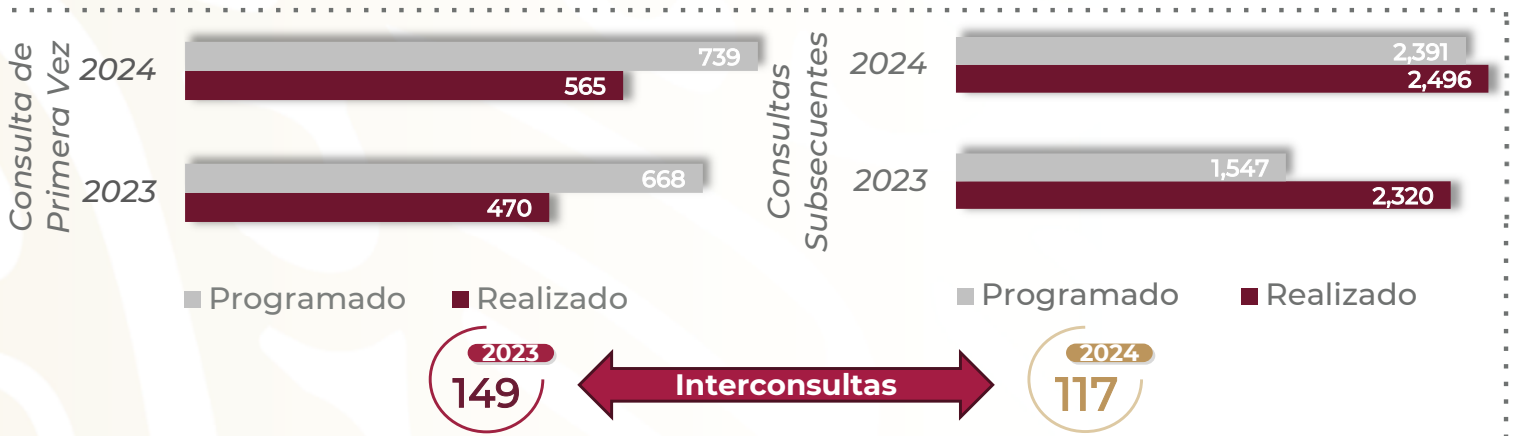 Consulta de
Primera Vez
2024
739
565
2023
668
470
Programado
Realizado
Consultas
Subsecuentes
2024
2,391
2,496
2023
1,547
2,320
Programado
Realizado
2023
149
Interconsultas
2024
117